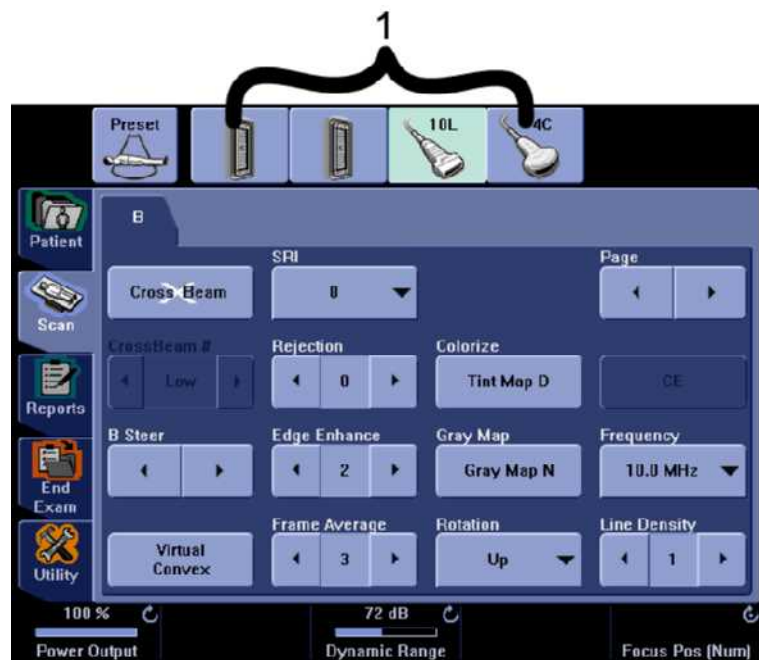 1
Preset
10L
4C
Patient
B
SRI
Page
Cross Beam
0
Scan
CrossBeam #
Rejection
Colorize
Low
0
Tint Map D
CE
Reports
B Steer
Edge Enhance
Gray Map
Frequency
2
Gray Map N
10.0 MHz
End
Exam
Frame Average
Rotation
Line Density
Virtual
Convex
3
Up
1
Utility
100 %
72 dB
Power Output
Dynamic Range
Focus Pos (Num)